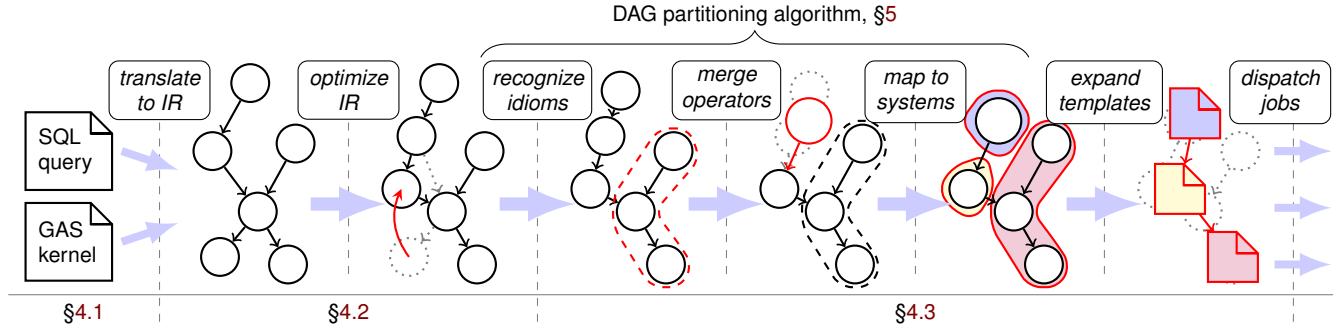 DAG partitioning algorithm, §5
translate
to IR
optimize
IR
recognize
idioms
merge
operators
map to
systems
expand
templates
dispatch
jobs
SQL
query
GAS
kernel
§4.1
§4.2
§4.3